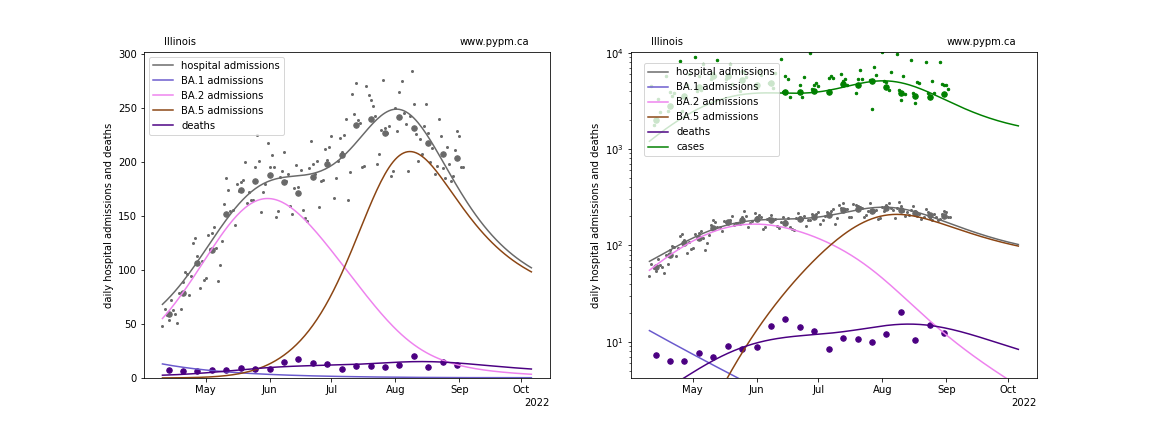 Illinois
www.pypm.ca
300
250
200
150
100
50
0
daily hospital admissions and deaths
hospital admissions
BA.1 admissions
BA.2 admissions
BA.5 admissions
deaths
May
Jun
Jul
Aug
Sep
Oct
2022
Illinois
www.pypm.ca
10⁴
10³
10²
10¹
daily hospital admissions and deaths
hospital admissions
BA.1 admissions
BA.2 admissions
BA.5 admissions
deaths
cases
May
Jun
Jul
Aug
Sep
Oct
2022